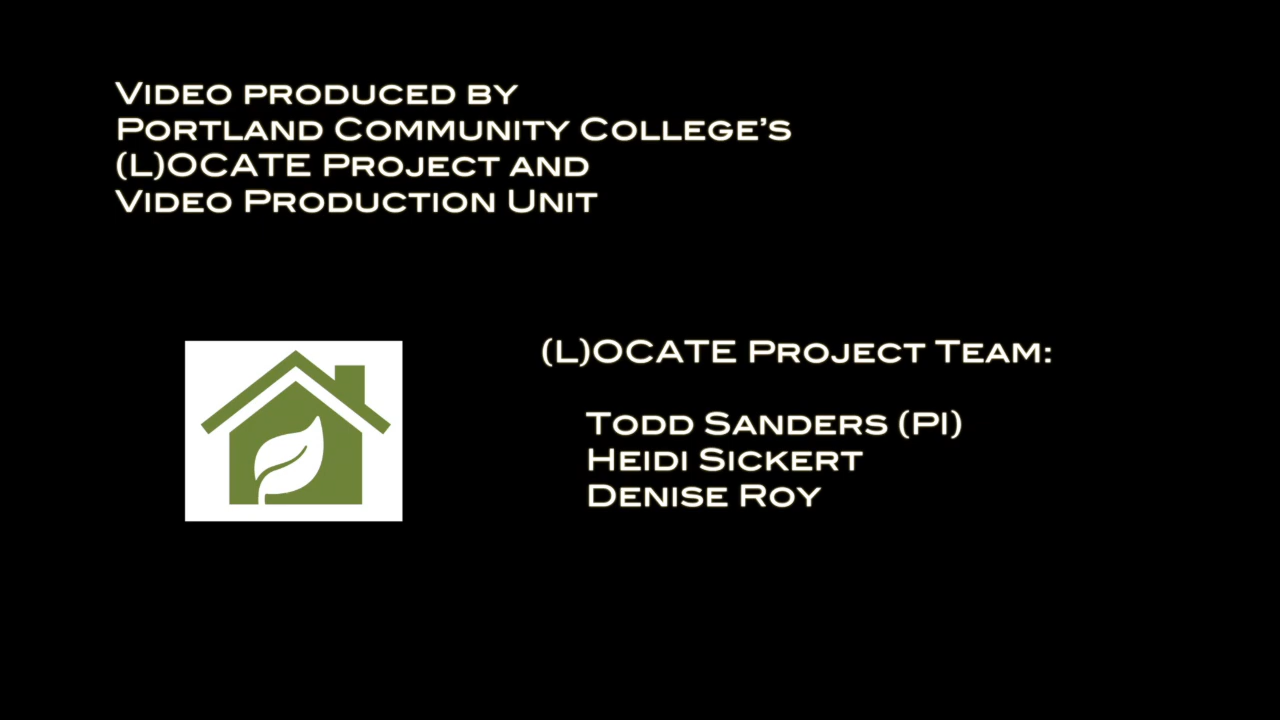 Video produced by
Portland Community College’s
(L)OCATE Project and
Video Production Unit
(L)OCATE Project Team:
Todd Sanders (PI)
Heidi Sickert
Denise Roy